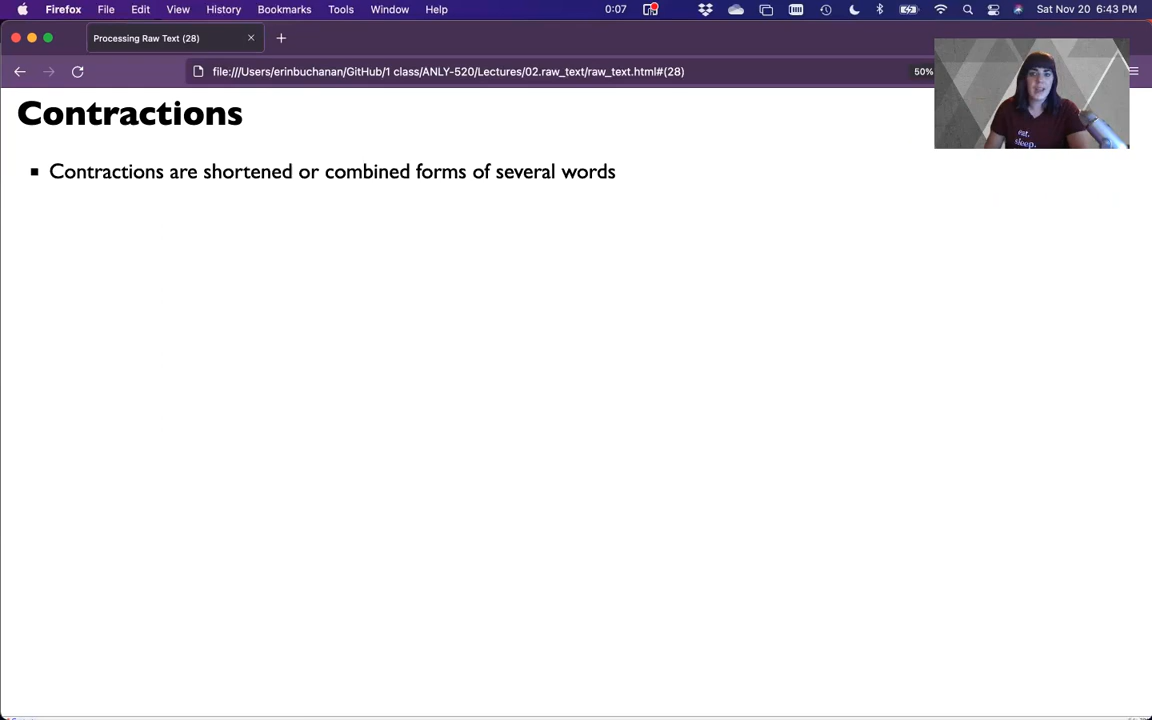 Firefox File Edit View History Bookmarks Tools Window Help 0:07 Sat Nov 20 6:43 PM
Processing Raw Text (28)
file:///Users/erinbuchanan/GitHub/1 class/ANLY-520/Lectures/02.raw_text/raw_text.html#(28) 50%
eat.
sleep.
Contractions
Contractions are shortened or combined forms of several words